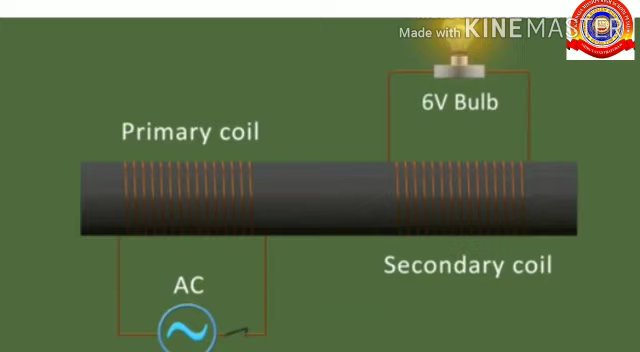 Made with KINEMASTER
6V Bulb
Primary coil
Secondary coil
AC